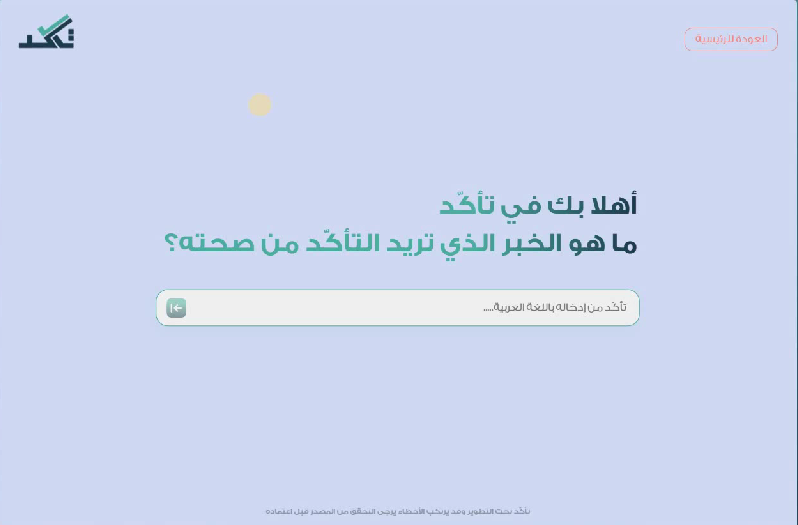 تأكد
العودة للرئيسية
أهلا بك في تأكّد
ما هو الخبر الذي تريد التأكّد من صحته؟
تأكّد من إدخاله باللغة العربية.....
تأكّد تحت التطوير وقد يرتكب الأخطاء يرجى التحقق من المصدر قبل اعتماده